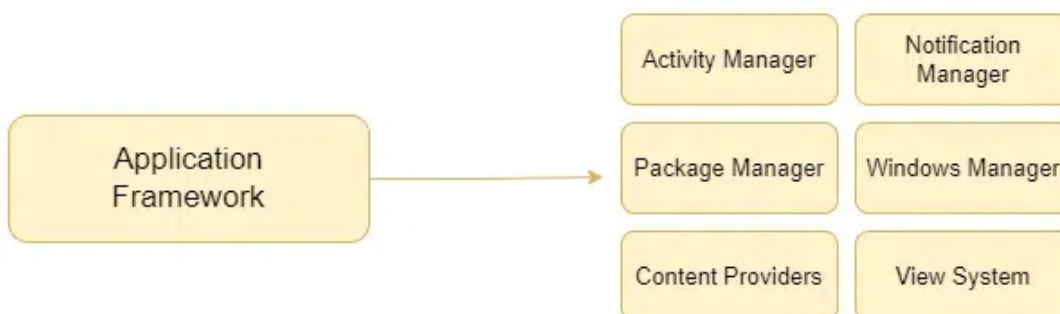 Application
Framework
Activity Manager
Notification
Manager
Package Manager
Windows Manager
Content Providers
View System